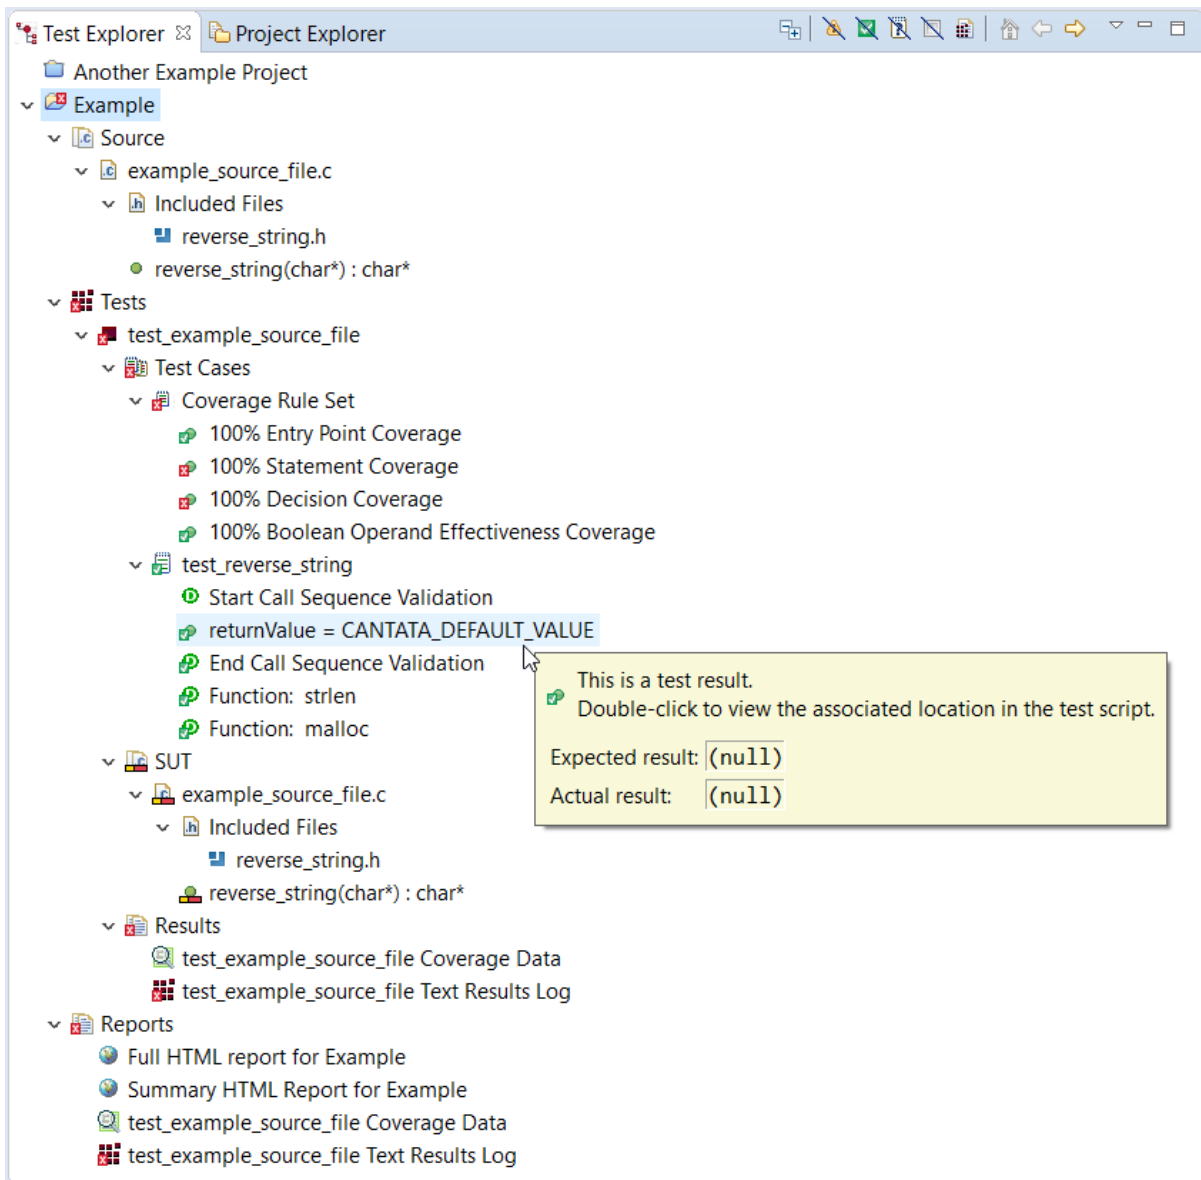 Test Explorer
Project Explorer
Another Example Project
Example
Source
example_source_file.c
Included Files
reverse_string.h
reverse_string(char*) : char*
Tests
test_example_source_file
Test Cases
Coverage Rule Set
100% Entry Point Coverage
100% Statement Coverage
100% Decision Coverage
100% Boolean Operand Effectiveness Coverage
test_reverse_string
Start Call Sequence Validation
returnValue = CANTATA_DEFAULT_VALUE
End Call Sequence Validation
Function: strlen
Function: malloc
This is a test result.
Double-click to view the associated location in the test script.
Expected result: (null)
Actual result: (null)
SUT
example_source_file.c
Included Files
reverse_string.h
reverse_string(char*) : char*
Results
test_example_source_file Coverage Data
test_example_source_file Text Results Log
Reports
Full HTML report for Example
Summary HTML Report for Example
test_example_source_file Coverage Data
test_example_source_file Text Results Log